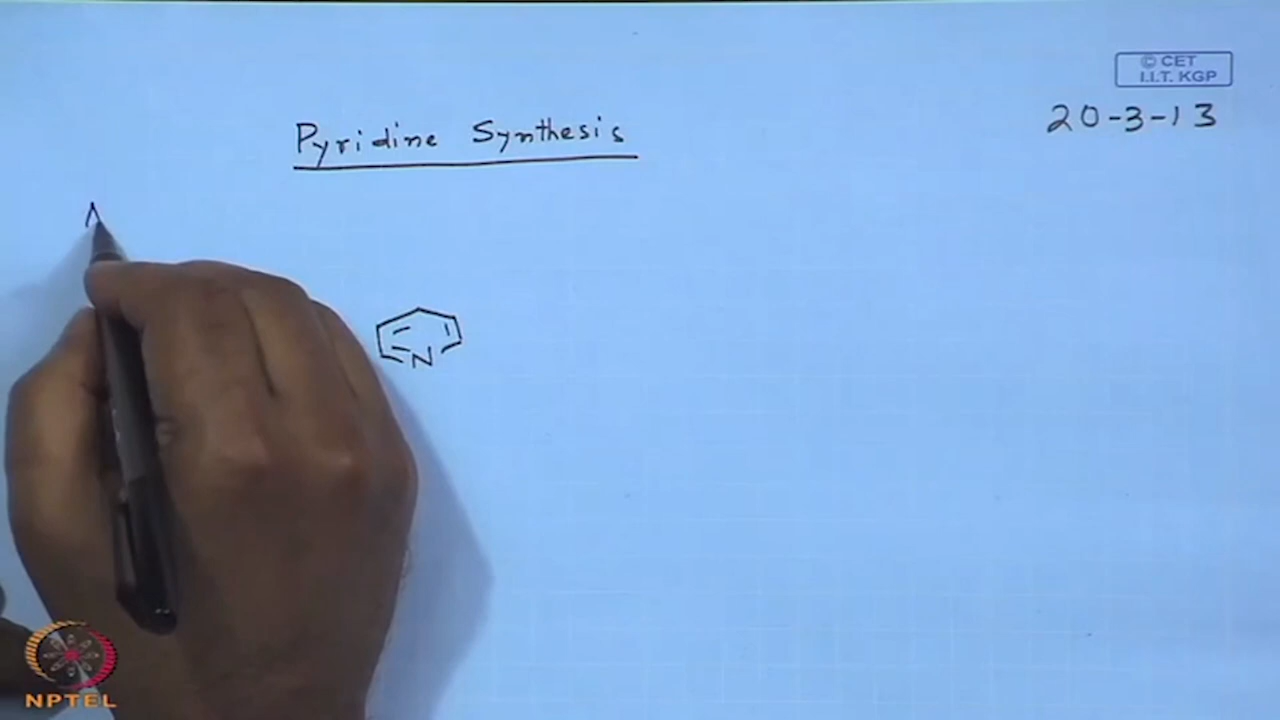 © CET
I.I.T. KGP
20-3-13
Pyridine Synthesis
N
NPTEL